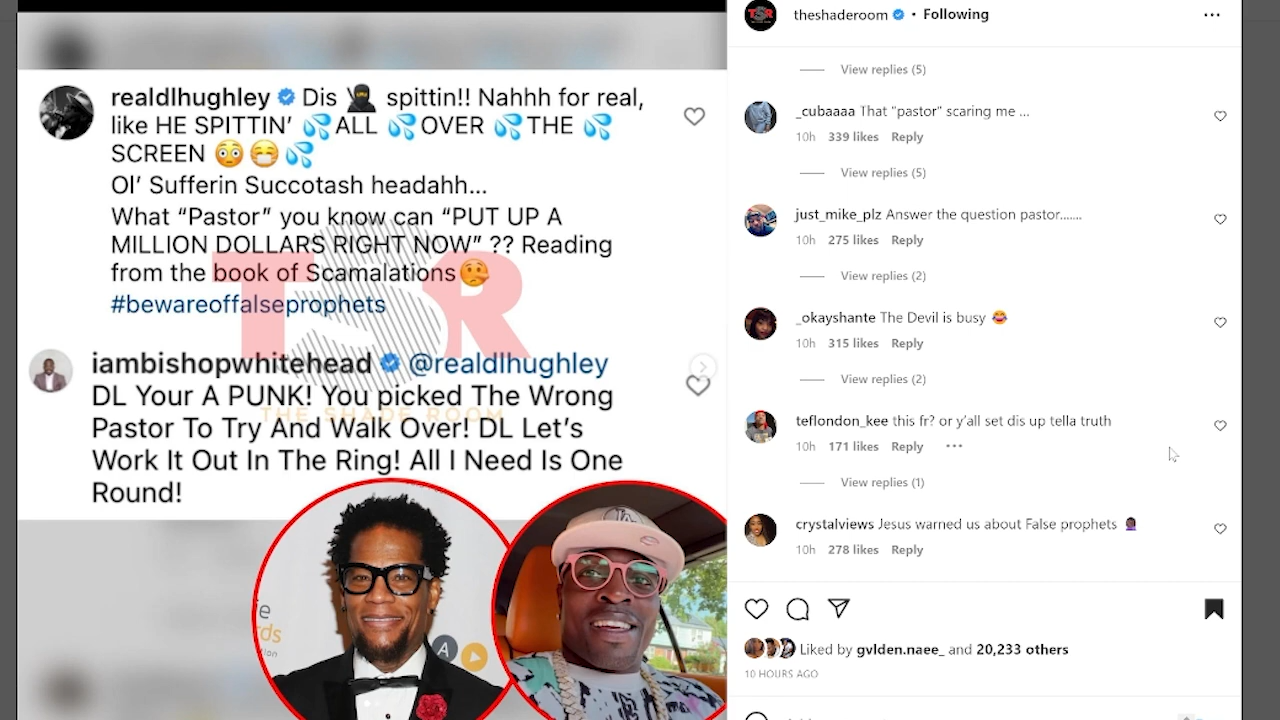 realdlhughley Dis 🥷 spittin!! Nahhh for real,
like HE SPITTIN' 💦ALL 💦OVER 💦THE 💦
SCREEN 😳😷💦
Ol' Sufferin Succotash headahh...
What “Pastor” you know can “PUT UP A
MILLION DOLLARS RIGHT NOW” ?? Reading
from the book of Scamalations🤥
#bewareoffalseprophets
TSR
THE SHADE ROOM
iambishopwhitehead @realdlhughley
DL Your A PUNK! You picked The Wrong
Pastor To Try And Walk Over! DL Let's
Work It Out In The Ring! All I Need Is One
Round!
A
TSR
theshaderoom • Following
View replies (5)
_cubaaaa That “pastor” scaring me ...
10h 339 likes Reply
View replies (5)
just_mike_plz Answer the question pastor.......
10h 275 likes Reply
View replies (2)
_okayshante The Devil is busy 😂
10h 315 likes Reply
View replies (2)
teflondon_kee this fr? or y'all set dis up tella truth
10h 171 likes Reply
View replies (1)
crystalviews Jesus warned us about False prophets 🤦🏿‍♀️
10h 278 likes Reply
Liked by gvlden.naee_ and 20,233 others
10 HOURS AGO